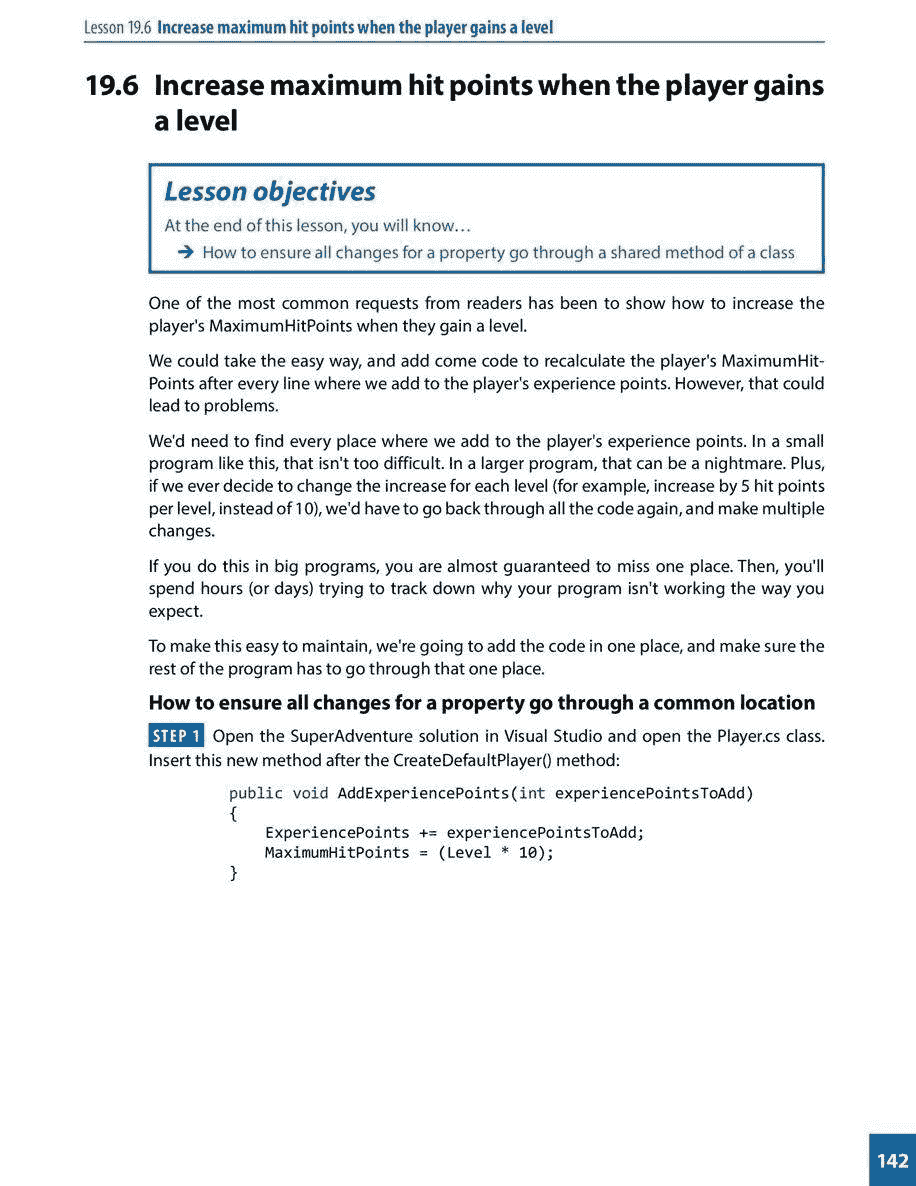 Lesson 19.6 Increase maximum hit points when the player gains a level
19.6 Increase maximum hit points when the player gains
a level
Lesson objectives
At the end of this lesson, you will know…
➔ How to ensure all changes for a property go through a shared method of a class
One of the most common requests from readers has been to show how to increase the
player's MaximumHitPoints when they gain a level.
We could take the easy way, and add come code to recalculate the player's MaximumHit-
Points after every line where we add to the player's experience points. However, that could
lead to problems.
We'd need to find every place where we add to the player's experience points. In a small
program like this, that isn't too difficult. In a larger program, that can be a nightmare. Plus,
if we ever decide to change the increase for each level (for example, increase by 5 hit points
per level, instead of 10), we'd have to go back through all the code again, and make multiple
changes.
If you do this in big programs, you are almost guaranteed to miss one place. Then, you'll
spend hours (or days) trying to track down why your program isn't working the way you
expect.
To make this easy to maintain, we're going to add the code in one place, and make sure the
rest of the program has to go through that one place.
How to ensure all changes for a property go through a common location
STEP 1 Open the SuperAdventure solution in Visual Studio and open the Player.cs class.
Insert this new method after the CreateDefaultPlayer() method:
public void AddExperiencePoints(int experiencePointsToAdd)
{
ExperiencePoints += experiencePointsToAdd;
MaximumHitPoints = (Level * 10);
}
142